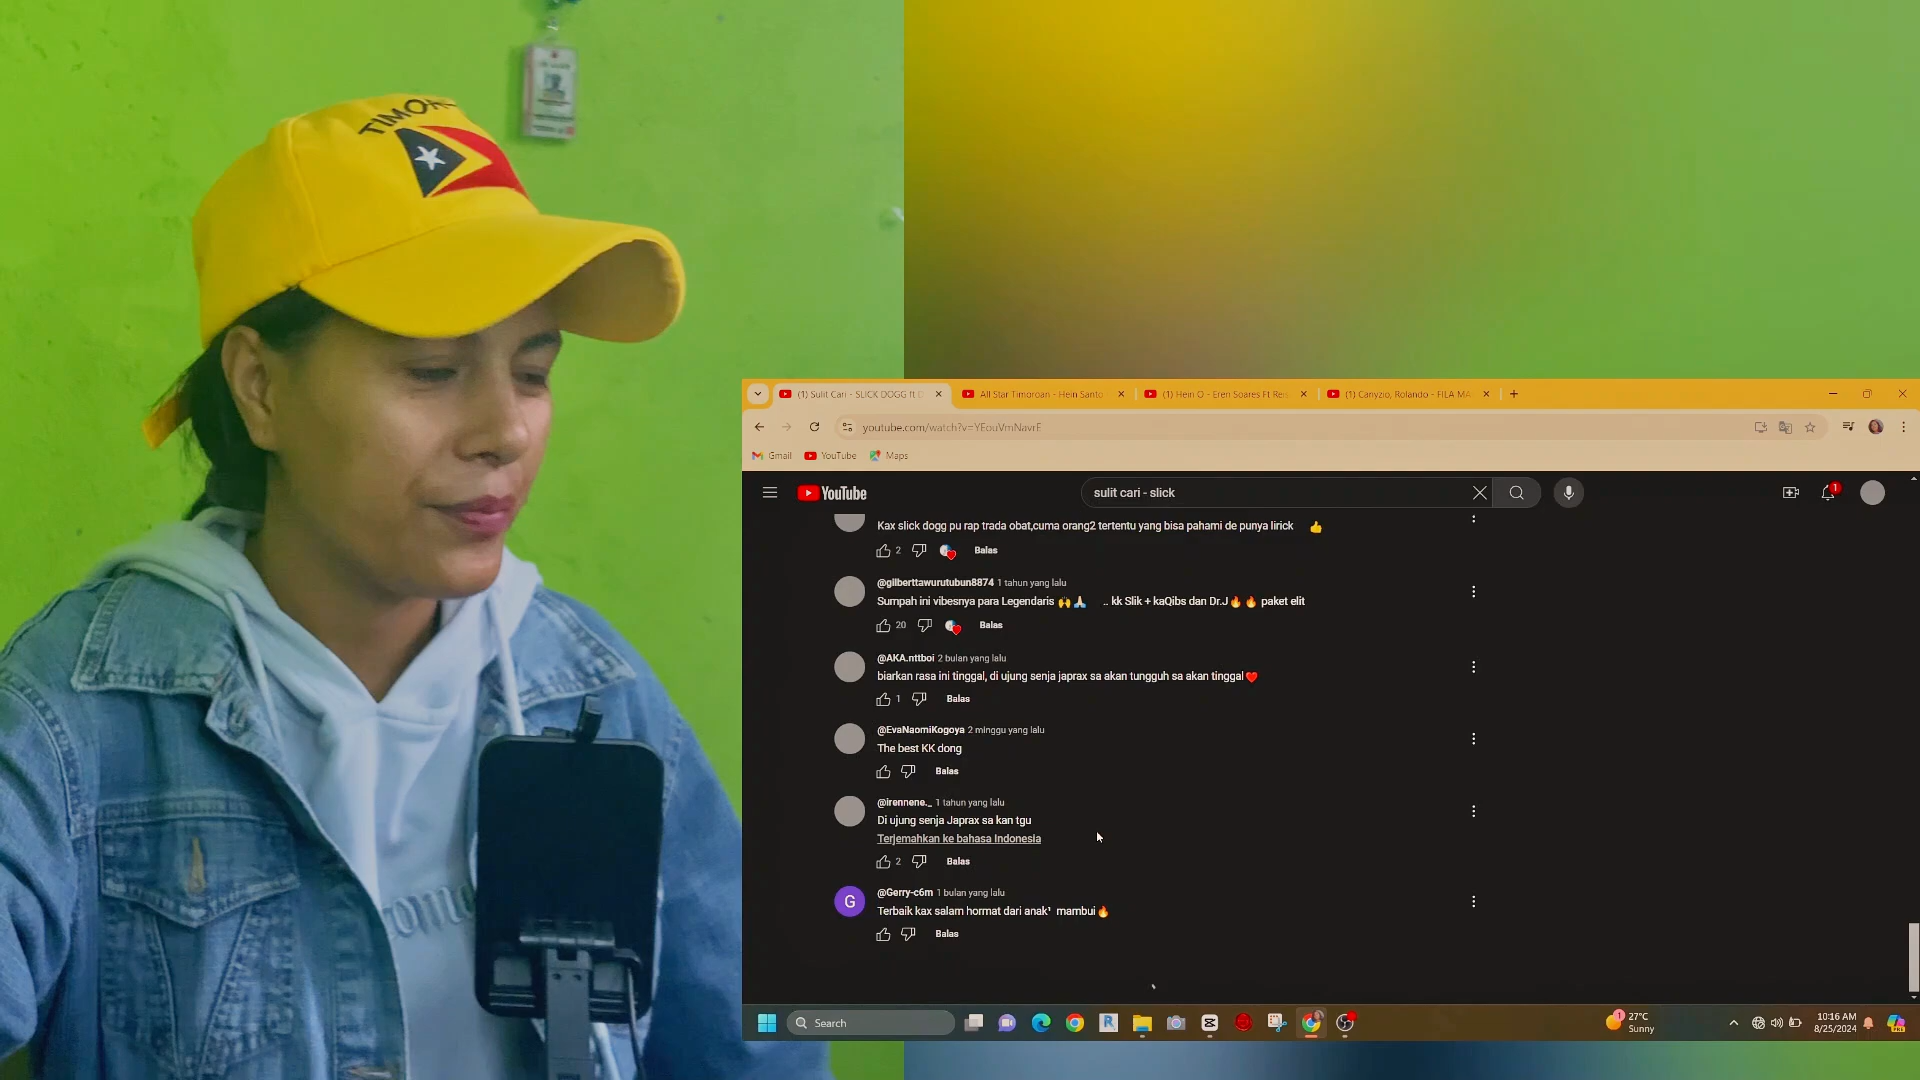 TIMOR
(1) Sulit Cari - SLICK DOGG ft D
All Star Timoroan - Hein Santo
(1) Hein O - Eren Soares Ft Rei
(1) Canyzio, Rolando - FILA MA
youtube.com/watch?v=YEouVmNavrE
Gmail
YouTube
Maps
YouTube
sulit cari - slick
1
Kax slick dogg pu rap trada obat,cuma orang2 tertentu yang bisa pahami de punya lirick 👍
2
Balas
@gilberttawurutubun8874 1 tahun yang lalu
Sumpah ini vibesnya para Legendaris 🙌🙏🏻 .. kk Slik + kaQibs dan Dr.J🔥🔥 paket elit
20
Balas
@AKA.nttboi 2 bulan yang lalu
biarkan rasa ini tinggal, di ujung senja japrax sa akan tungguh sa akan tinggal❤️
1
Balas
@EvaNaomiKogoya 2 minggu yang lalu
The best KK dong
Balas
@irennene._ 1 tahun yang lalu
Di ujung senja Japrax sa kan tgu
Terjemahkan ke bahasa Indonesia
2
Balas
G
@Gerry-c6m 1 bulan yang lalu
Terbaik kax salam hormat dari anak² mambui🔥
Balas
Search
1
27°C
Sunny
10:16 AM
8/25/2024